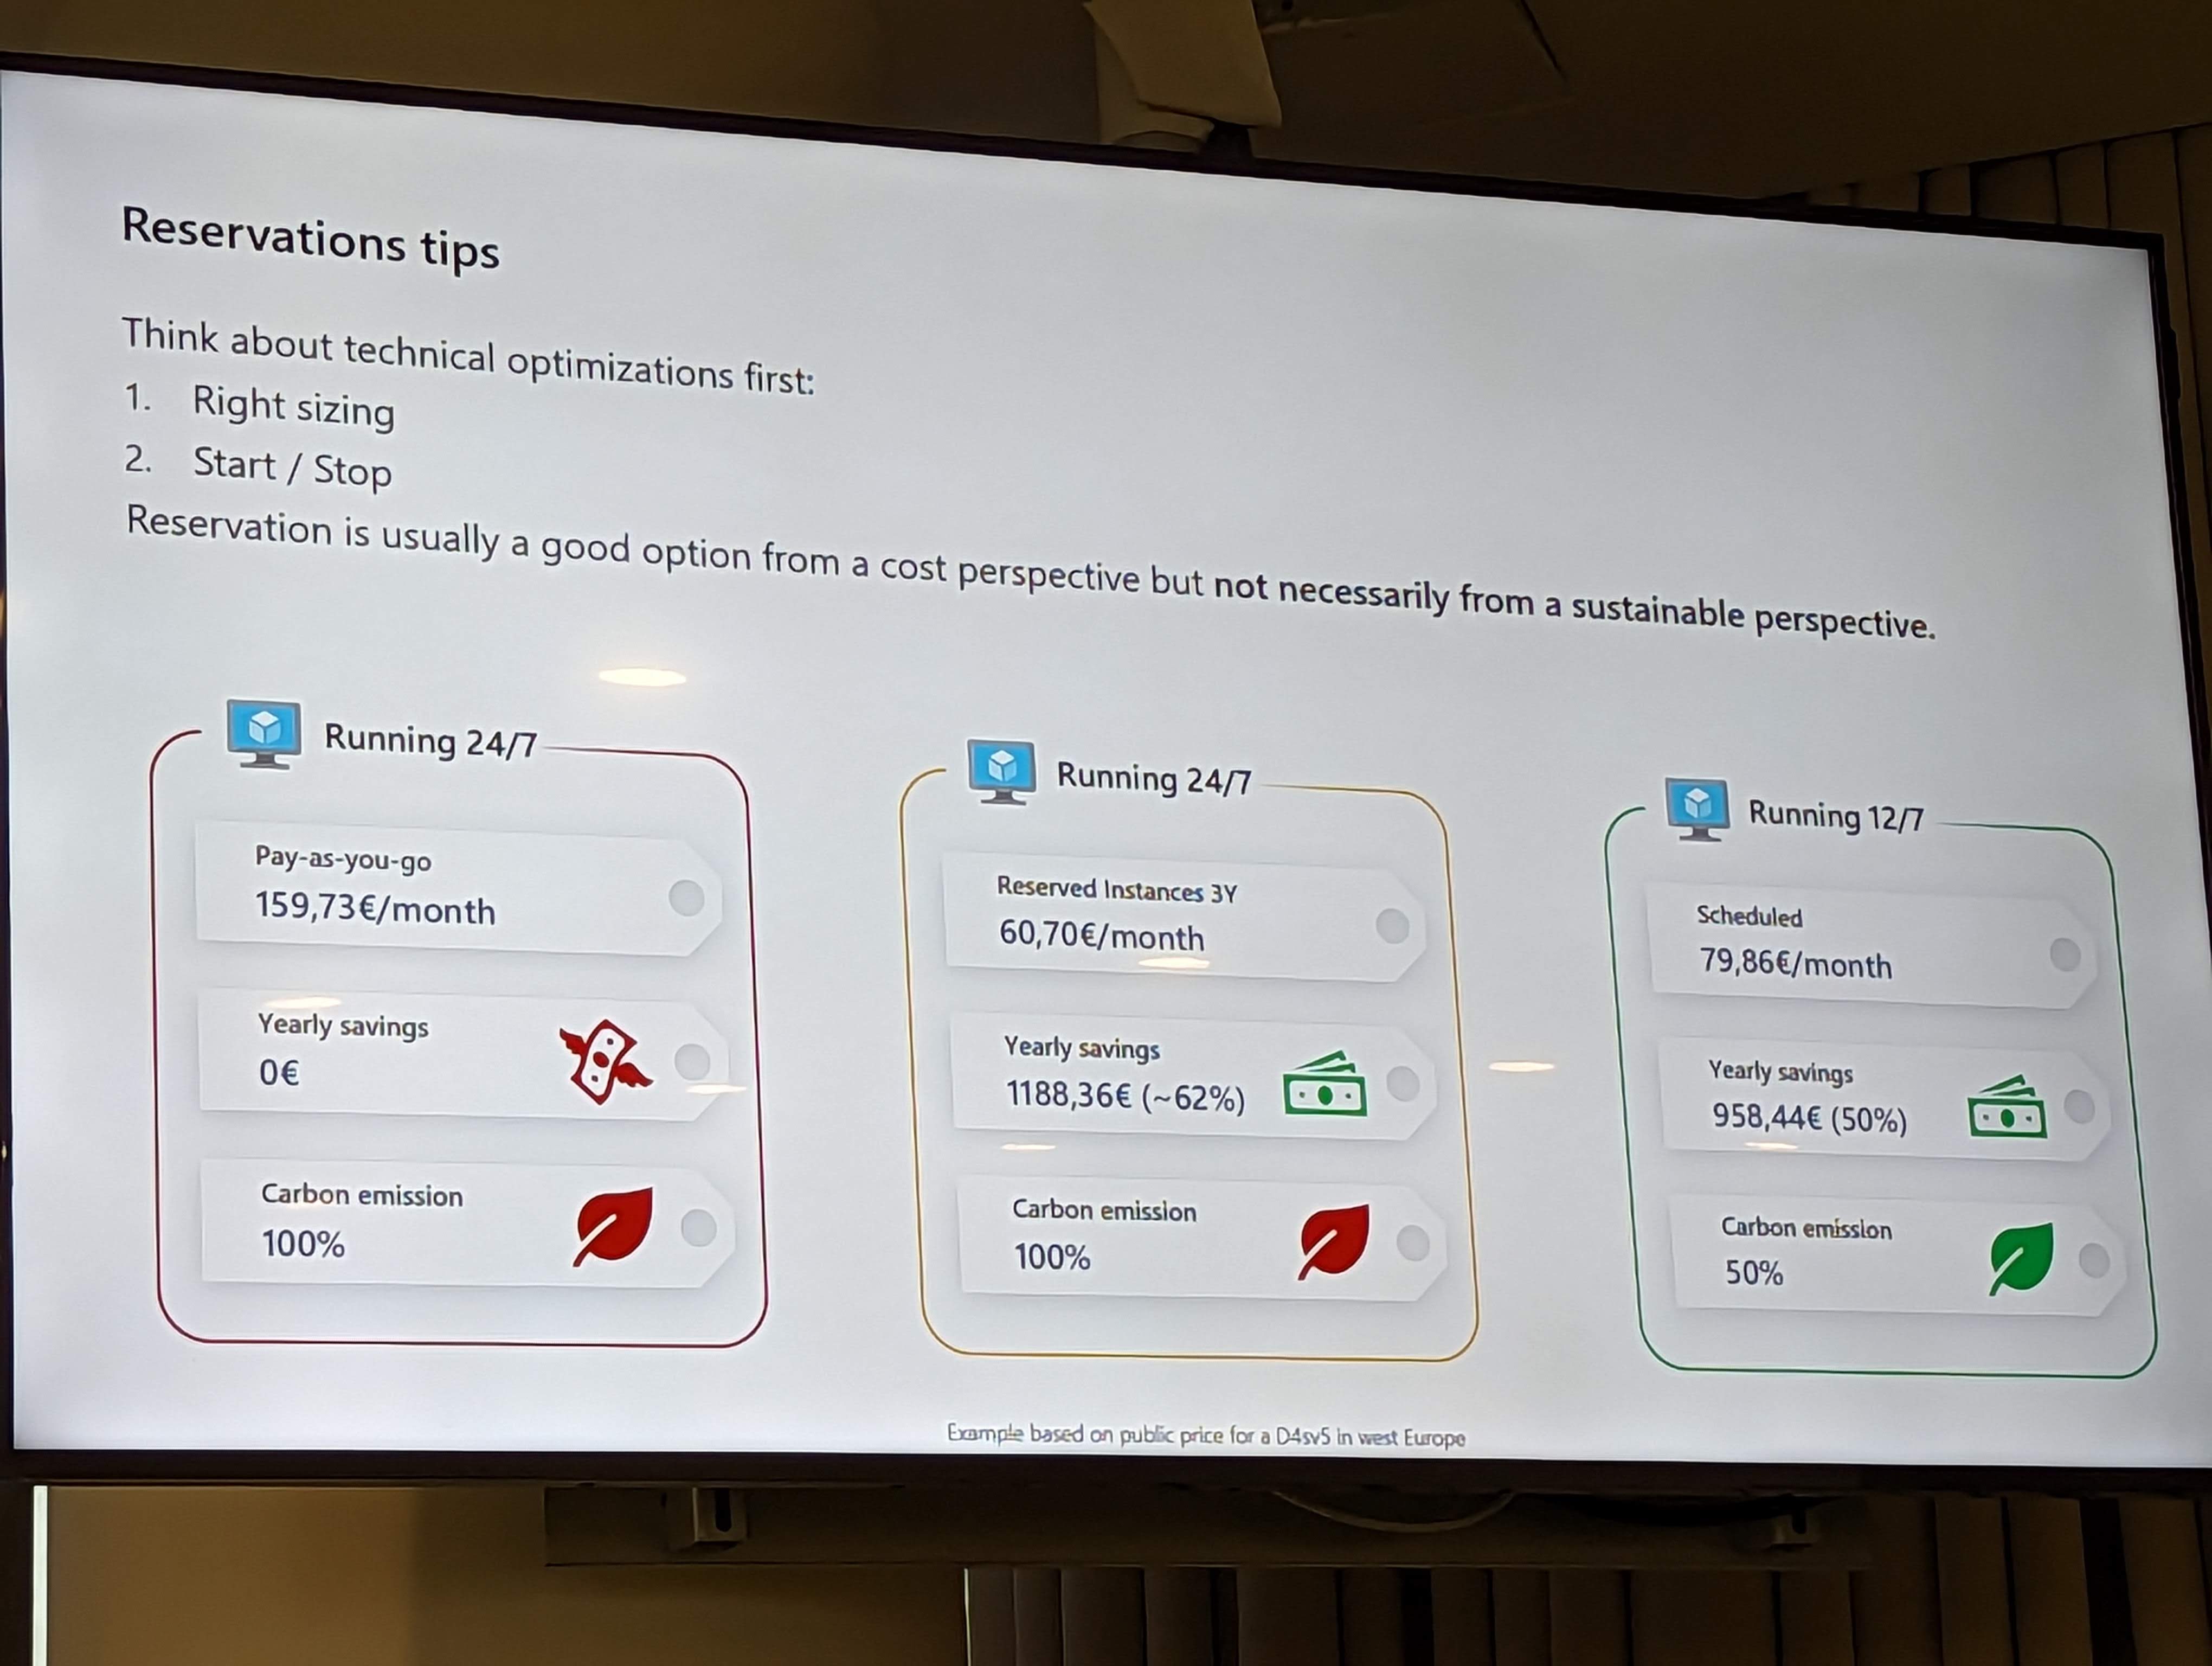 Reservations tips
Think about technical optimizations first:
1. Right sizing
2. Start / Stop
Reservation is usually a good option from a cost perspective but not necessarily from a sustainable perspective.
Running 24/7
Pay-as-you-go
159,73€/month
Yearly savings
0€
Carbon emission
100%
Running 24/7
Reserved Instances 3Y
60,70€/month
Yearly savings
1188,36€ (~62%)
Carbon emission
100%
Running 12/7
Scheduled
79,86€/month
Yearly savings
958,44€ (50%)
Carbon emission
50%
Example based on public price for a D4sv5 in west Europe